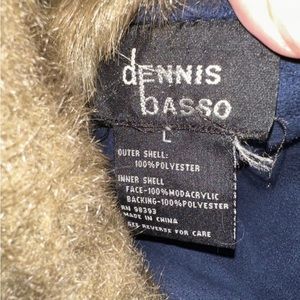 dENNIS
bASSO
L
OUTER SHELL:
100%POLYESTER
INNER SHELL
FACE-100%MODACRYLIC
BACKING-100%POLYESTER
RN 98393
MADE IN CHINA
SEE REVERSE FOR CARE